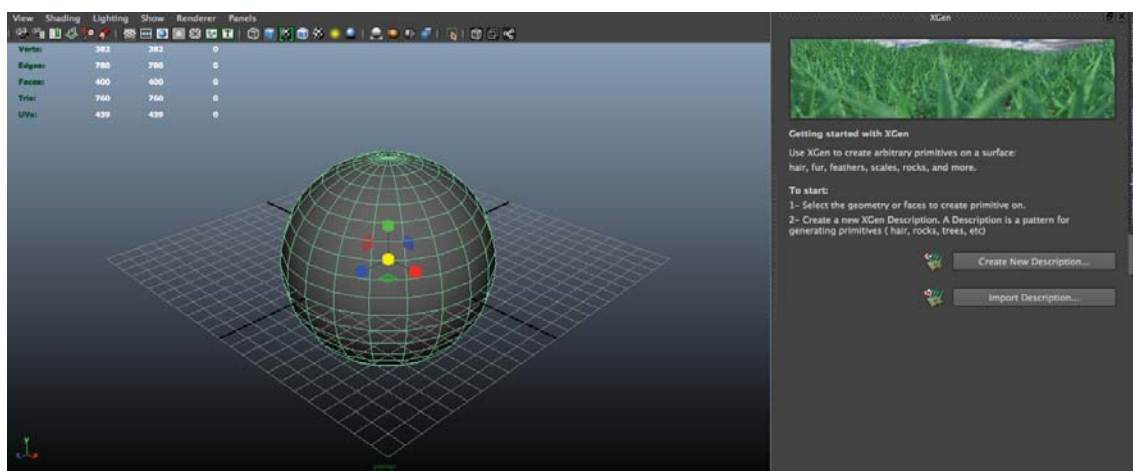 View Shading Lighting Show Renderer Panels
Verts: 382 382 0
Edges: 780 780 0
Faces: 400 400 0
Tris: 760 760 0
UVs: 439 439 0
persp
XGen
Getting started with XGen
Use XGen to create arbitrary primitives on a surface:
hair, fur, feathers, scales, rocks, and more.
To start:
1- Select the geometry or faces to create primitive on.
2- Create a new XGen Description. A Description is a pattern for
generating primitives ( hair, rocks, trees, etc)
Create New Description...
Import Description...